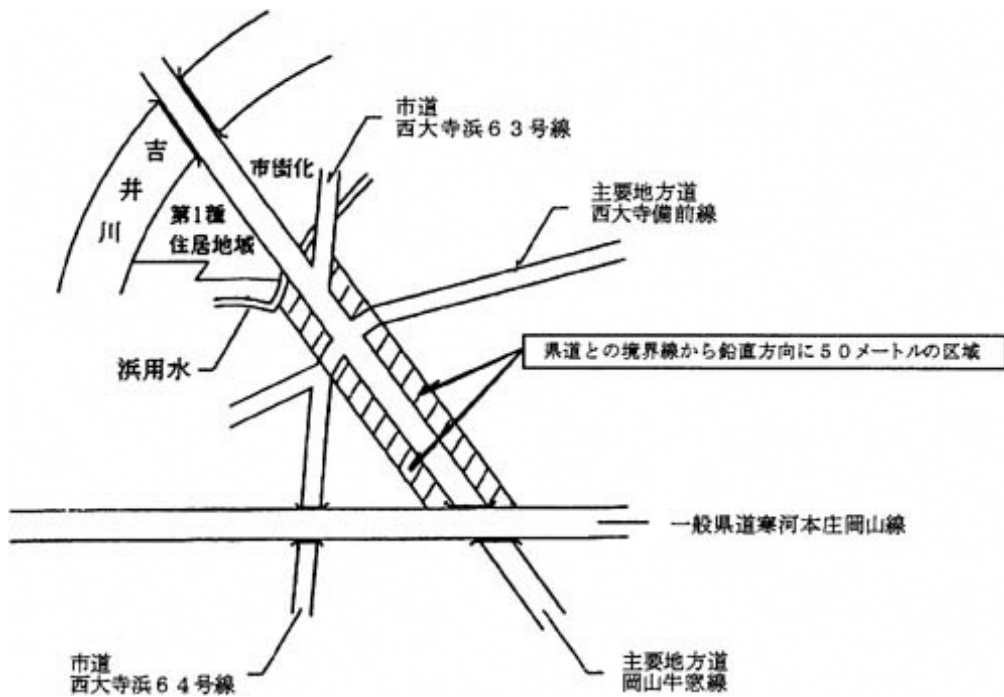 市道
西大寺浜６３号線
吉井川
市街化
第1種
住居地域
主要地方道
西大寺備前線
県道との境界線から鉛直方向に５０メートルの区域
浜用水
一般県道寒河本庄岡山線
市道
西大寺浜６４号線
主要地方道
岡山牛窓線